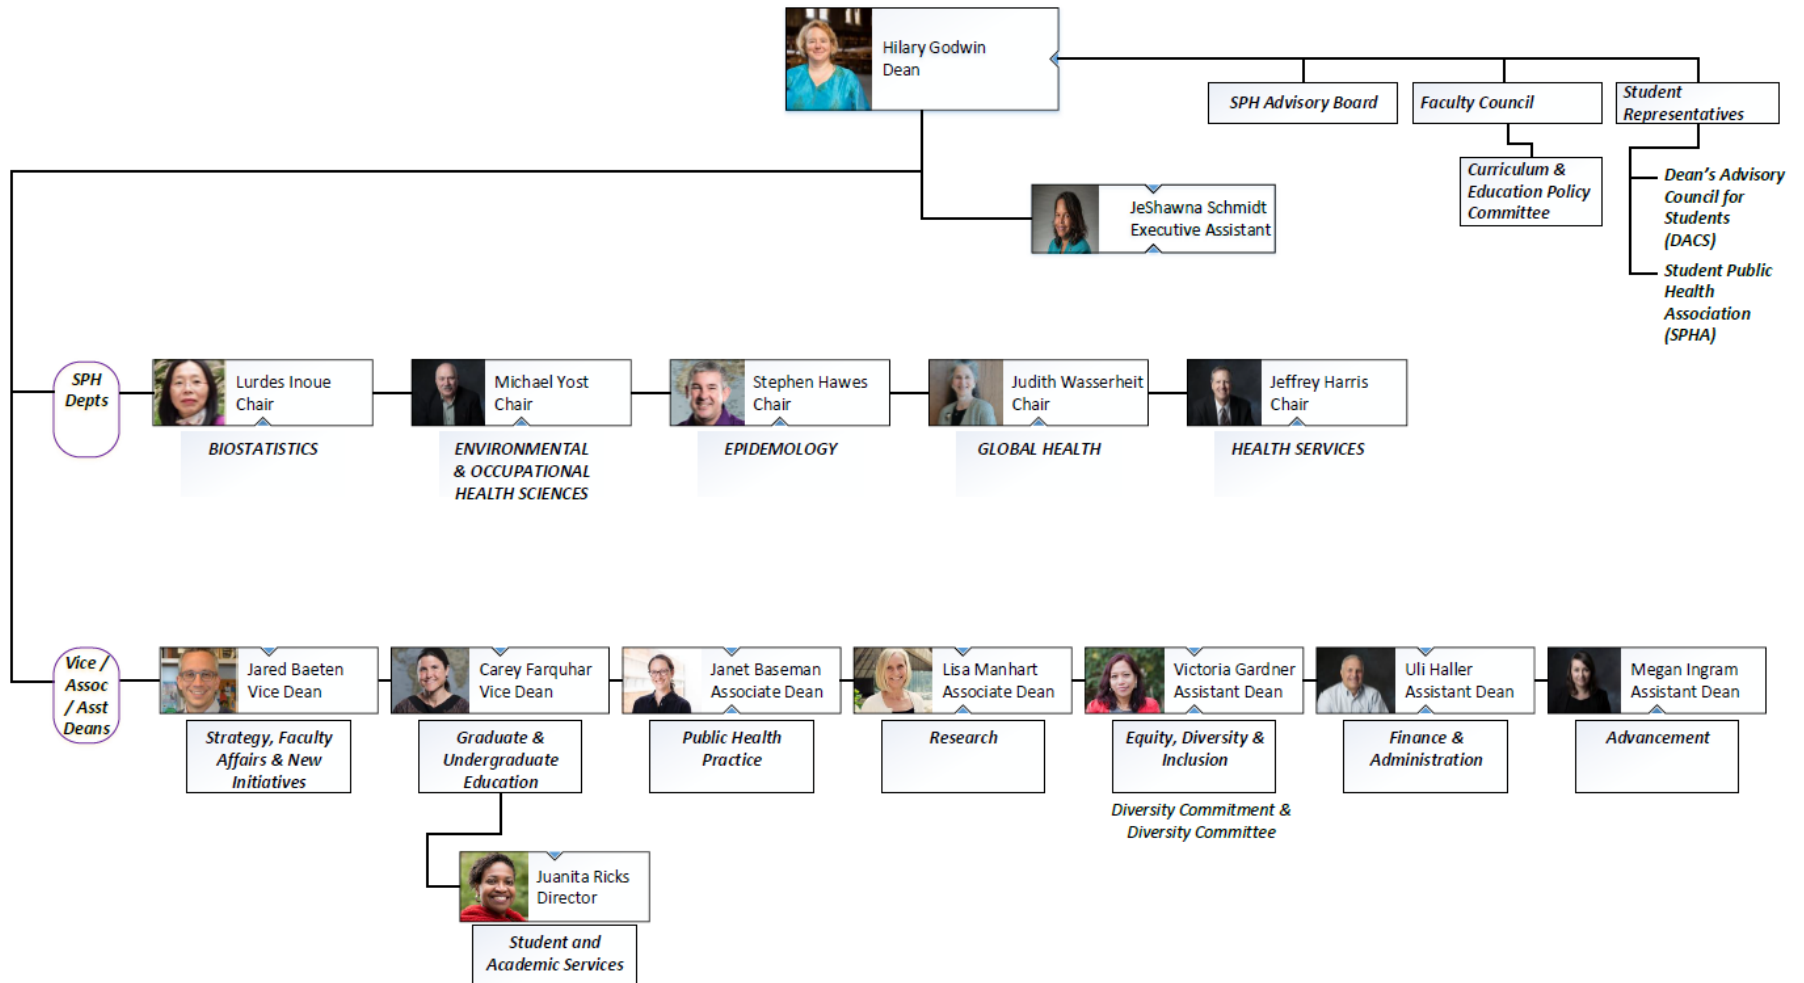 Hilary Godwin
Dean
SPH Advisory Board
Faculty Council
Student
Representatives
Curriculum &
Education Policy
Committee
Dean's Advisory
Council for
Students
(DACS)
Student Public
Health
Association
(SPHA)
JeShawna Schmidt
Executive Assistant
SPH
Depts
Lurdes Inoue
Chair
BIOSTATISTICS
Michael Yost
Chair
ENVIRONMENTAL
& OCCUPATIONAL
HEALTH SCIENCES
Stephen Hawes
Chair
EPIDEMOLOGY
Judith Wasserheit
Chair
GLOBAL HEALTH
Jeffrey Harris
Chair
HEALTH SERVICES
Vice /
Assoc
/ Asst
Deans
Jared Baeten
Vice Dean
Strategy, Faculty
Affairs & New
Initiatives
Carey Farquhar
Vice Dean
Graduate &
Undergraduate
Education
Janet Baseman
Associate Dean
Public Health
Practice
Lisa Manhart
Associate Dean
Research
Victoria Gardner
Assistant Dean
Equity, Diversity &
Inclusion
Diversity Commitment &
Diversity Committee
Uli Haller
Assistant Dean
Finance &
Administration
Megan Ingram
Assistant Dean
Advancement
Juanita Ricks
Director
Student and
Academic Services